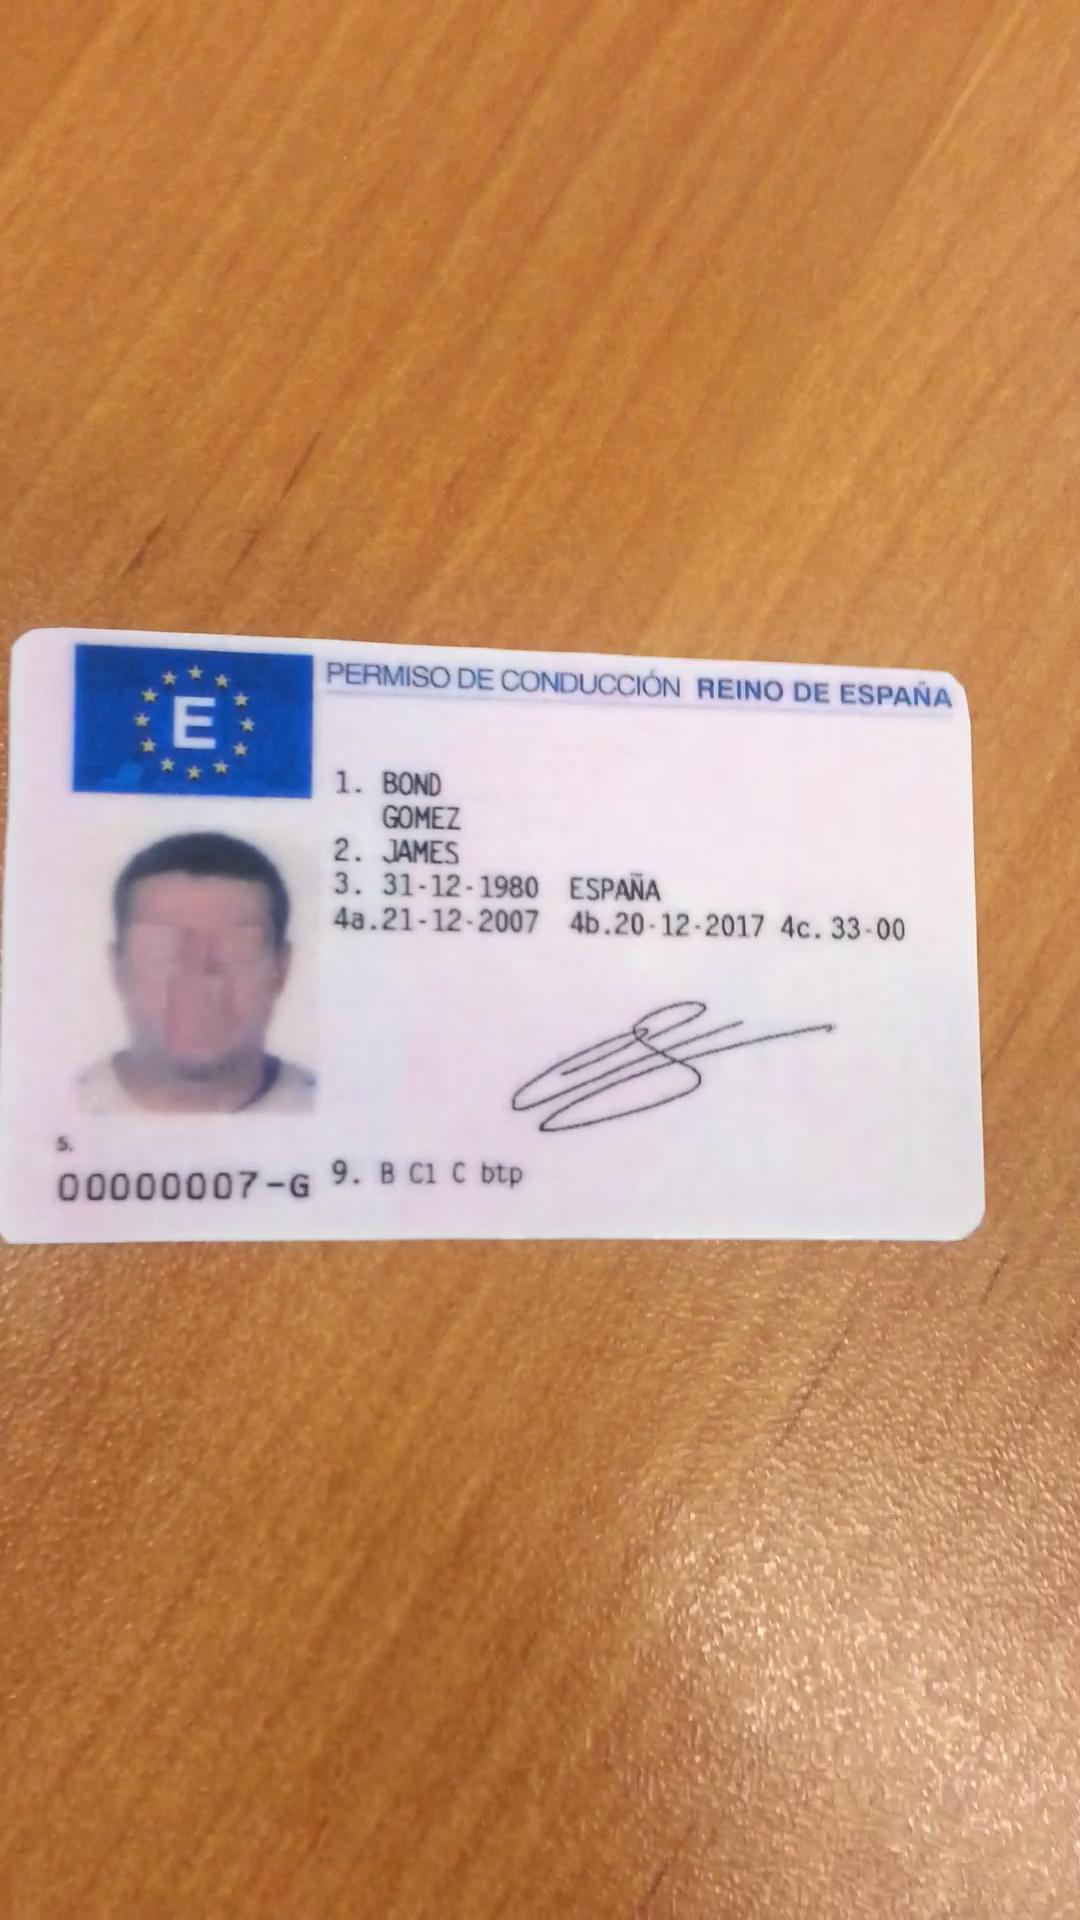 E
PERMISO DE CONDUCCIÓN REINO DE ESPAÑA
1. BOND
GOMEZ
2. JAMES
3. 31-12-1980 ESPAÑA
4a.21-12-2007 4b.20-12-2017 4c. 33-00
5.
00000007-G
9. B C1 C btp